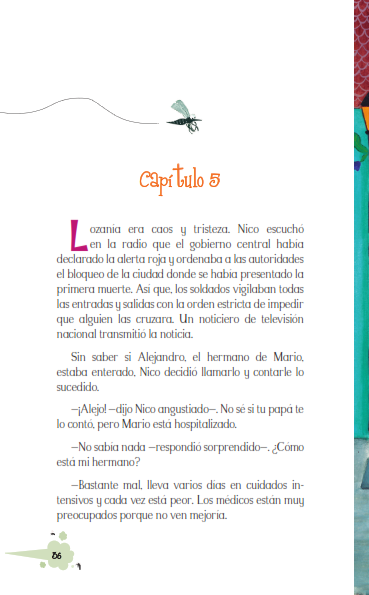 Capítulo 5
Lozanía era caos y tristeza. Nico escuchó
en la radio que el gobierno central había
declarado la alerta roja y ordenaba a las autoridades
el bloqueo de la ciudad donde se había presentado la
primera muerte. Así que, los soldados vigilaban todas
las entradas y salidas con la orden estricta de impedir
que alguien las cruzara. Un noticiero de televisión
nacional transmitió la noticia.
Sin saber si Alejandro, el hermano de Mario,
estaba enterado, Nico decidió llamarlo y contarle lo
sucedido.
—¡Alejo! —dijo Nico angustiado—. No sé si tu papá te
lo contó, pero Mario está hospitalizado.
—No sabía nada —respondió sorprendido—. ¿Cómo
está mi hermano?
—Bastante mal, lleva varios días en cuidados in-
tensivos y cada vez está peor. Los médicos están muy
preocupados porque no ven mejoría.
56